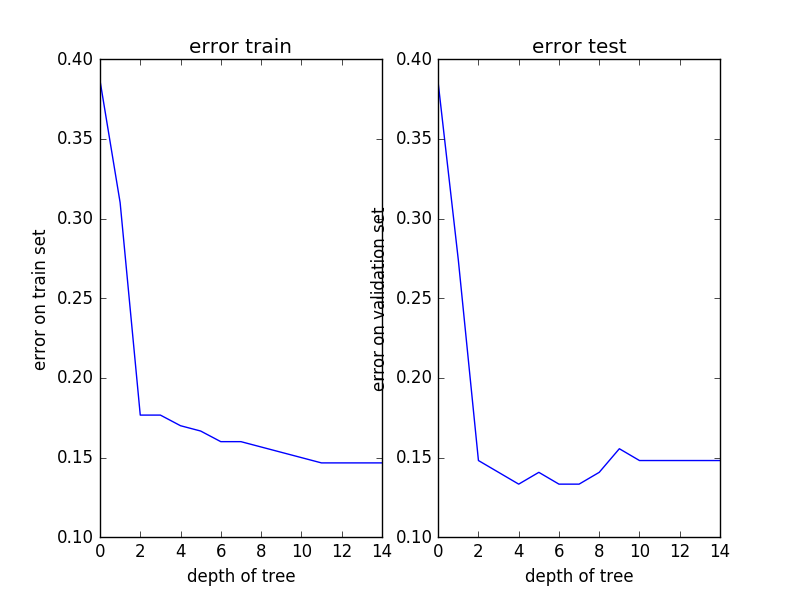 error train
error on train set
0.40
0.35
0.30
0.25
0.20
0.15
0.10
0 2 4 6 8 10 12 14
depth of tree
error test
error on validation set
0.40
0.35
0.30
0.25
0.20
0.15
0.10
0 2 4 6 8 10 12 14
depth of tree